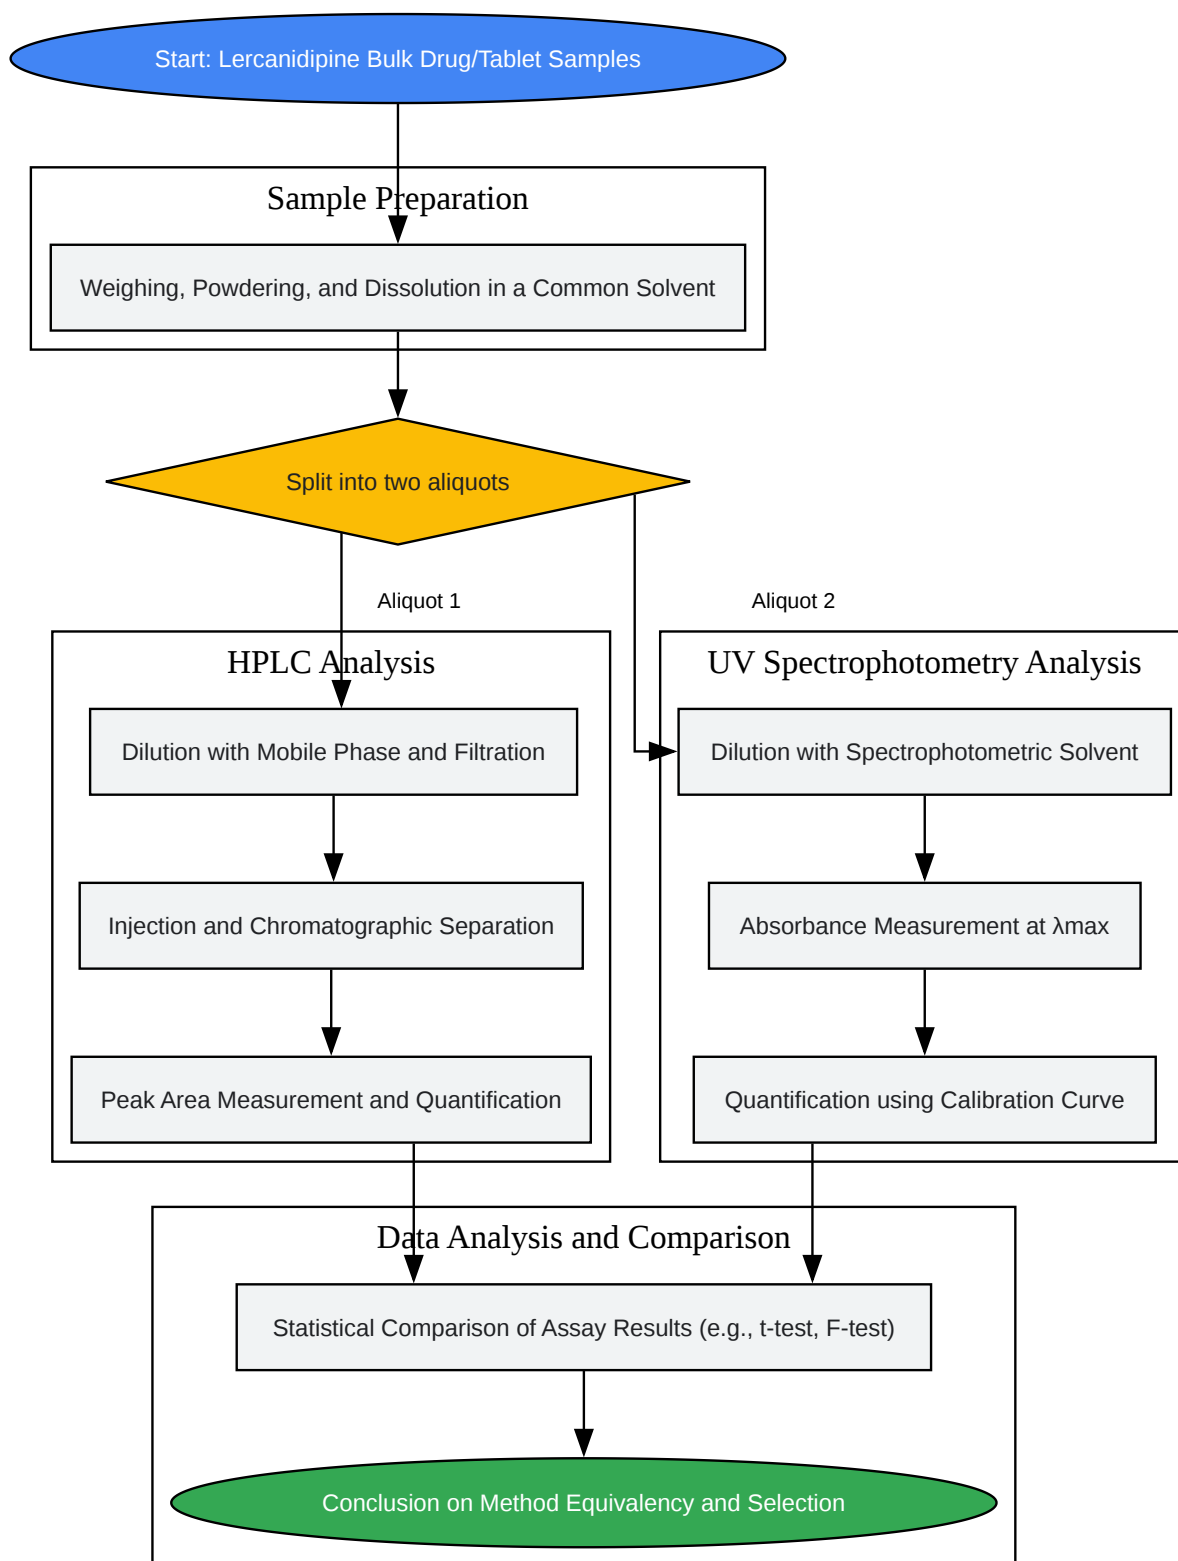 Start: Lercanidipine Bulk Drug/Tablet Samples
Sample Preparation
Weighing, Powdering, and Dissolution in a Common Solvent
Split into two aliquots
Aliquot 1
Aliquot 2
HPLC Analysis
Dilution with Mobile Phase and Filtration
Injection and Chromatographic Separation
Peak Area Measurement and Quantification
UV Spectrophotometry Analysis
Dilution with Spectrophotometric Solvent
Absorbance Measurement at λmax
Quantification using Calibration Curve
Data Analysis and Comparison
Statistical Comparison of Assay Results (e.g., t-test, F-test)
Conclusion on Method Equivalency and Selection